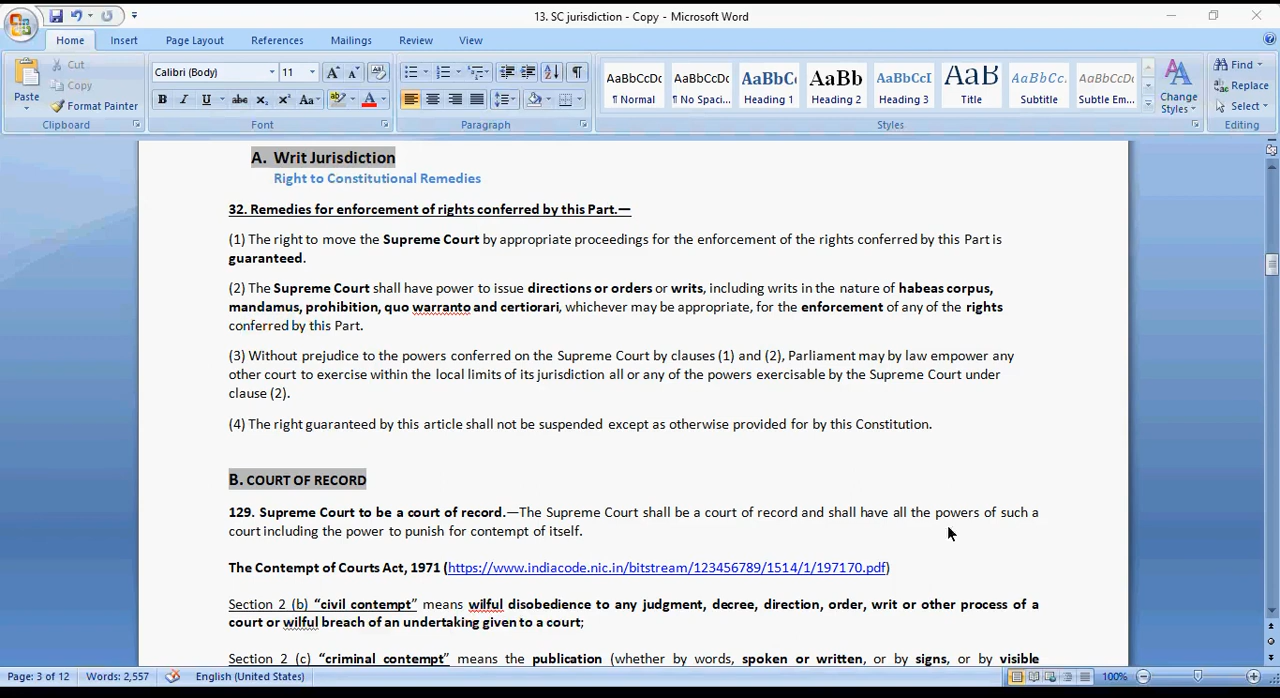 13. SC jurisdiction - Copy - Microsoft Word
Home Insert Page Layout References Mailings Review View
Paste Cut Copy Format Painter
Calibri (Body) 11
Clipboard Font Paragraph Styles Editing
AaBbCcDc AaBbCcDc AaBbCc AaBb AaBbCcI AaB AaBbCc. AaBbCcDc
¶ Normal ¶ No Spaci... Heading 1 Heading 2 Heading 3 Title Subtitle Subtle Em...
Change Styles
Find Replace Select
A. Writ Jurisdiction
Right to Constitutional Remedies
32. Remedies for enforcement of rights conferred by this Part.—
(1) The right to move the Supreme Court by appropriate proceedings for the enforcement of the rights conferred by this Part is
guaranteed.
(2) The Supreme Court shall have power to issue directions or orders or writs, including writs in the nature of habeas corpus,
mandamus, prohibition, quo warranto and certiorari, whichever may be appropriate, for the enforcement of any of the rights
conferred by this Part.
(3) Without prejudice to the powers conferred on the Supreme Court by clauses (1) and (2), Parliament may by law empower any
other court to exercise within the local limits of its jurisdiction all or any of the powers exercisable by the Supreme Court under
clause (2).
(4) The right guaranteed by this article shall not be suspended except as otherwise provided for by this Constitution.
B. COURT OF RECORD
129. Supreme Court to be a court of record.—The Supreme Court shall be a court of record and shall have all the powers of such a
court including the power to punish for contempt of itself.
The Contempt of Courts Act, 1971 (https://www.indiacode.nic.in/bitstream/123456789/1514/1/197170.pdf)
Section 2 (b) “civil contempt” means wilful disobedience to any judgment, decree, direction, order, writ or other process of a
court or wilful breach of an undertaking given to a court;
Section 2 (c) “criminal contempt” means the publication (whether by words, spoken or written, or by signs, or by visible
Page: 3 of 12 Words: 2,557 English (United States) 100%